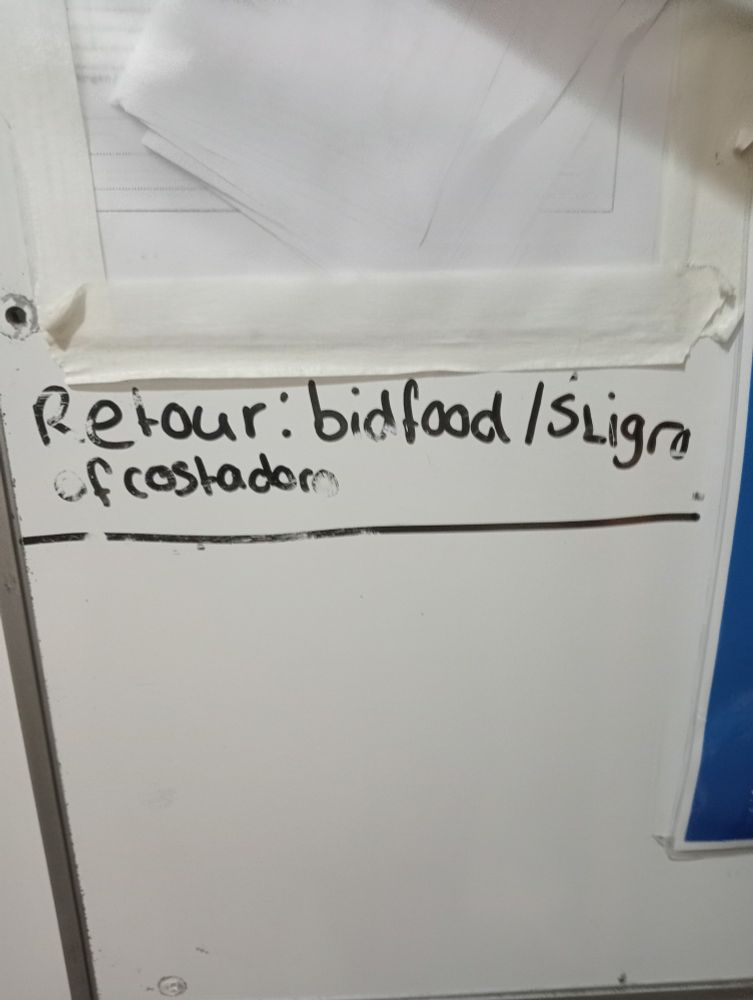 Retour: bidfood / SLigro
of costadoro